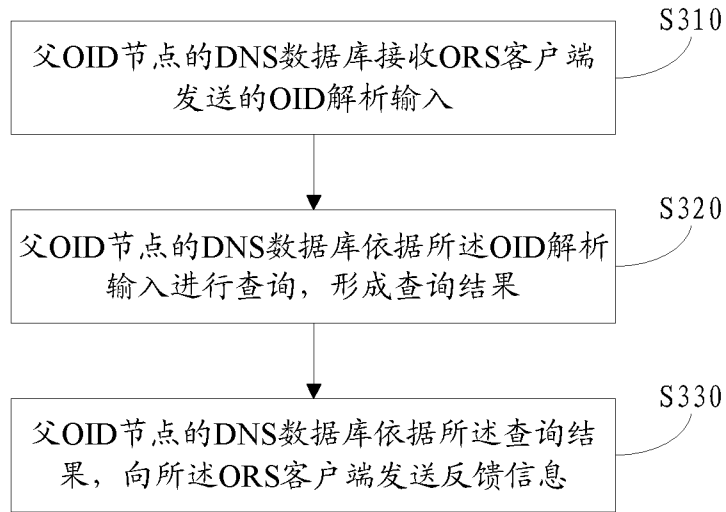 S310
父OID节点的DNS数据库接收ORS客户端
发送的OID解析输入
S320
父OID节点的DNS数据库依据所述OID解析
输入进行查询，形成查询结果
S330
父OID节点的DNS数据库依据所述查询结
果，向所述ORS客户端发送反馈信息